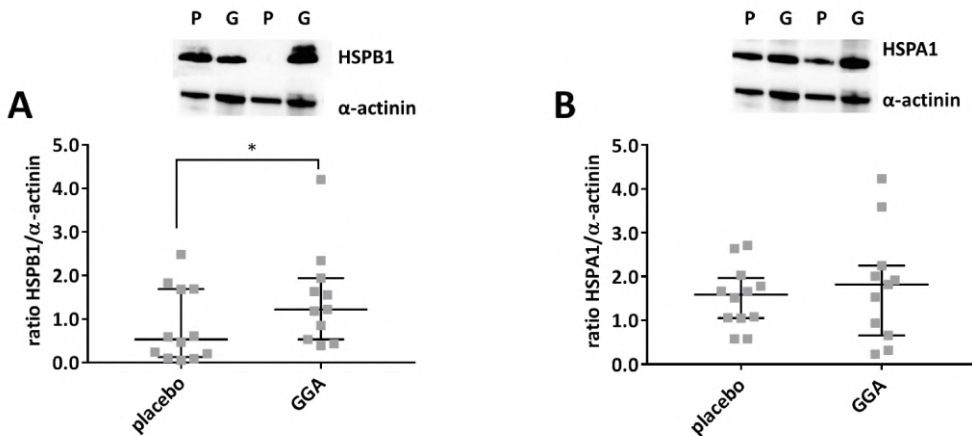 P G P G
HSPB1
α-actinin
A
5.0
4.0
3.0
2.0
1.0
0.0
ratio HSPB1/α-actinin
*
placebo
GGA
P G P G
HSPA1
α-actinin
B
5.0
4.0
3.0
2.0
1.0
0.0
ratio HSPA1/α-actinin
placebo
GGA